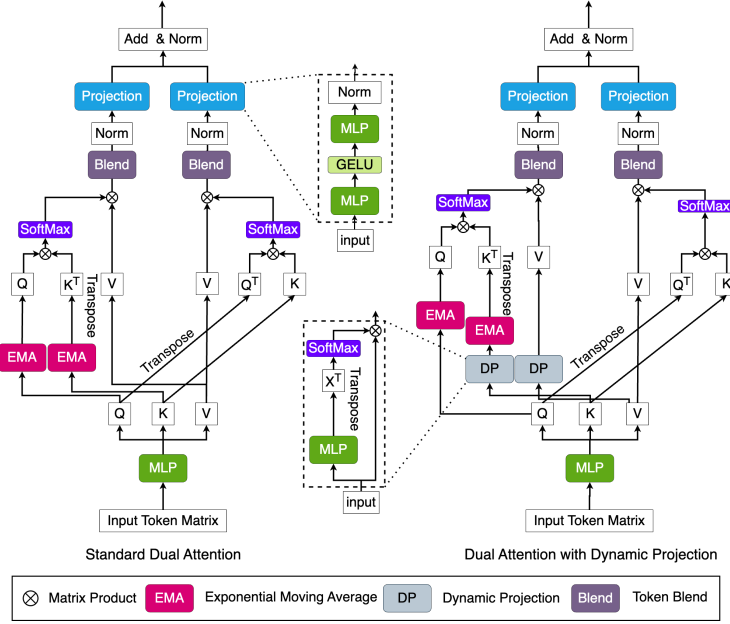 Add & Norm
Projection
Projection
Norm
Norm
Blend
Blend
SoftMax
SoftMax
Q
K^T
Transpose
V
V
Q^T
K
EMA
EMA
Transpose
Q
K
V
MLP
Input Token Matrix
Standard Dual Attention
Norm
MLP
GELU
MLP
input
SoftMax
X^T
Transpose
MLP
input
Add & Norm
Projection
Projection
Norm
Norm
Blend
Blend
SoftMax
SoftMax
Q
K^T
Transpose
V
V
Q^T
K
EMA
EMA
DP
DP
Transpose
Q
K
V
MLP
Input Token Matrix
Dual Attention with Dynamic Projection
Matrix Product
EMA
Exponential Moving Average
DP
Dynamic Projection
Blend
Token Blend